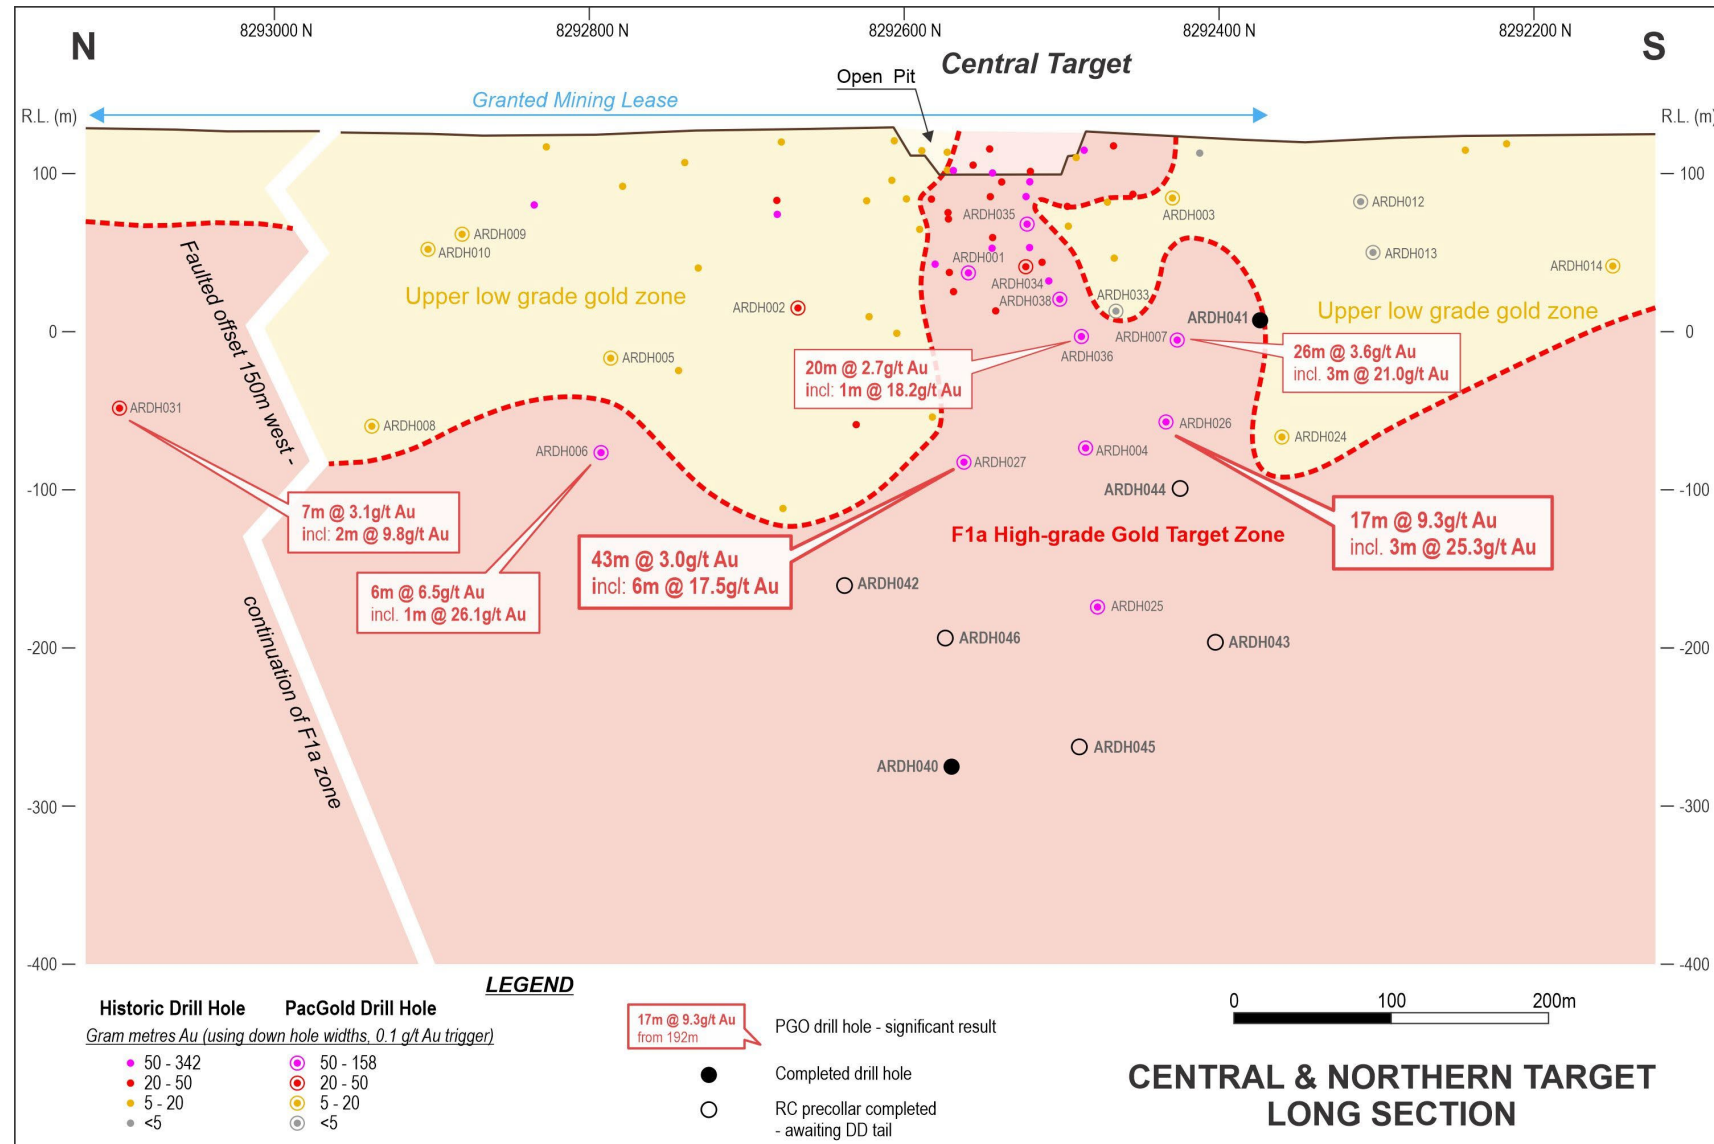 8293000 N
8292800 N
8292600 N
8292400 N
8292200 N
N
S
Central Target
Open Pit
Granted Mining Lease
R.L. (m)
R.L. (m)
100
100
ARDH012
ARDH035
ARDH003
ARDH009
ARDH010
ARDH013
ARDH001
ARDH014
ARDH034
ARDH038
ARDH033
Upper low grade gold zone
Upper low grade gold zone
ARDH002
ARDH041
0
0
ARDH007
ARDH036
20m @ 2.7g/t Au
incl: 1m @ 18.2g/t Au
26m @ 3.6g/t Au
incl. 3m @ 21.0g/t Au
ARDH005
Faulted offset 150m west -
continuation of F1a zone
ARDH031
ARDH008
ARDH026
ARDH024
ARDH006
ARDH004
ARDH027
-100
-100
ARDH044
7m @ 3.1g/t Au
incl: 2m @ 9.8g/t Au
17m @ 9.3g/t Au
incl. 3m @ 25.3g/t Au
F1a High-grade Gold Target Zone
43m @ 3.0g/t Au
incl: 6m @ 17.5g/t Au
6m @ 6.5g/t Au
incl. 1m @ 26.1g/t Au
ARDH042
ARDH025
ARDH046
ARDH043
-200
-200
ARDH045
ARDH040
-300
-300
-400
-400
LEGEND
Historic Drill Hole
PacGold Drill Hole
Gram metres Au (using down hole widths, 0.1 g/t Au trigger)
50 - 342
50 - 158
20 - 50
20 - 50
5 - 20
5 - 20
<5
<5
17m @ 9.3g/t Au
from 192m
PGO drill hole - significant result
Completed drill hole
RC precollar completed
- awaiting DD tail
0
100
200m
CENTRAL & NORTHERN TARGET
LONG SECTION